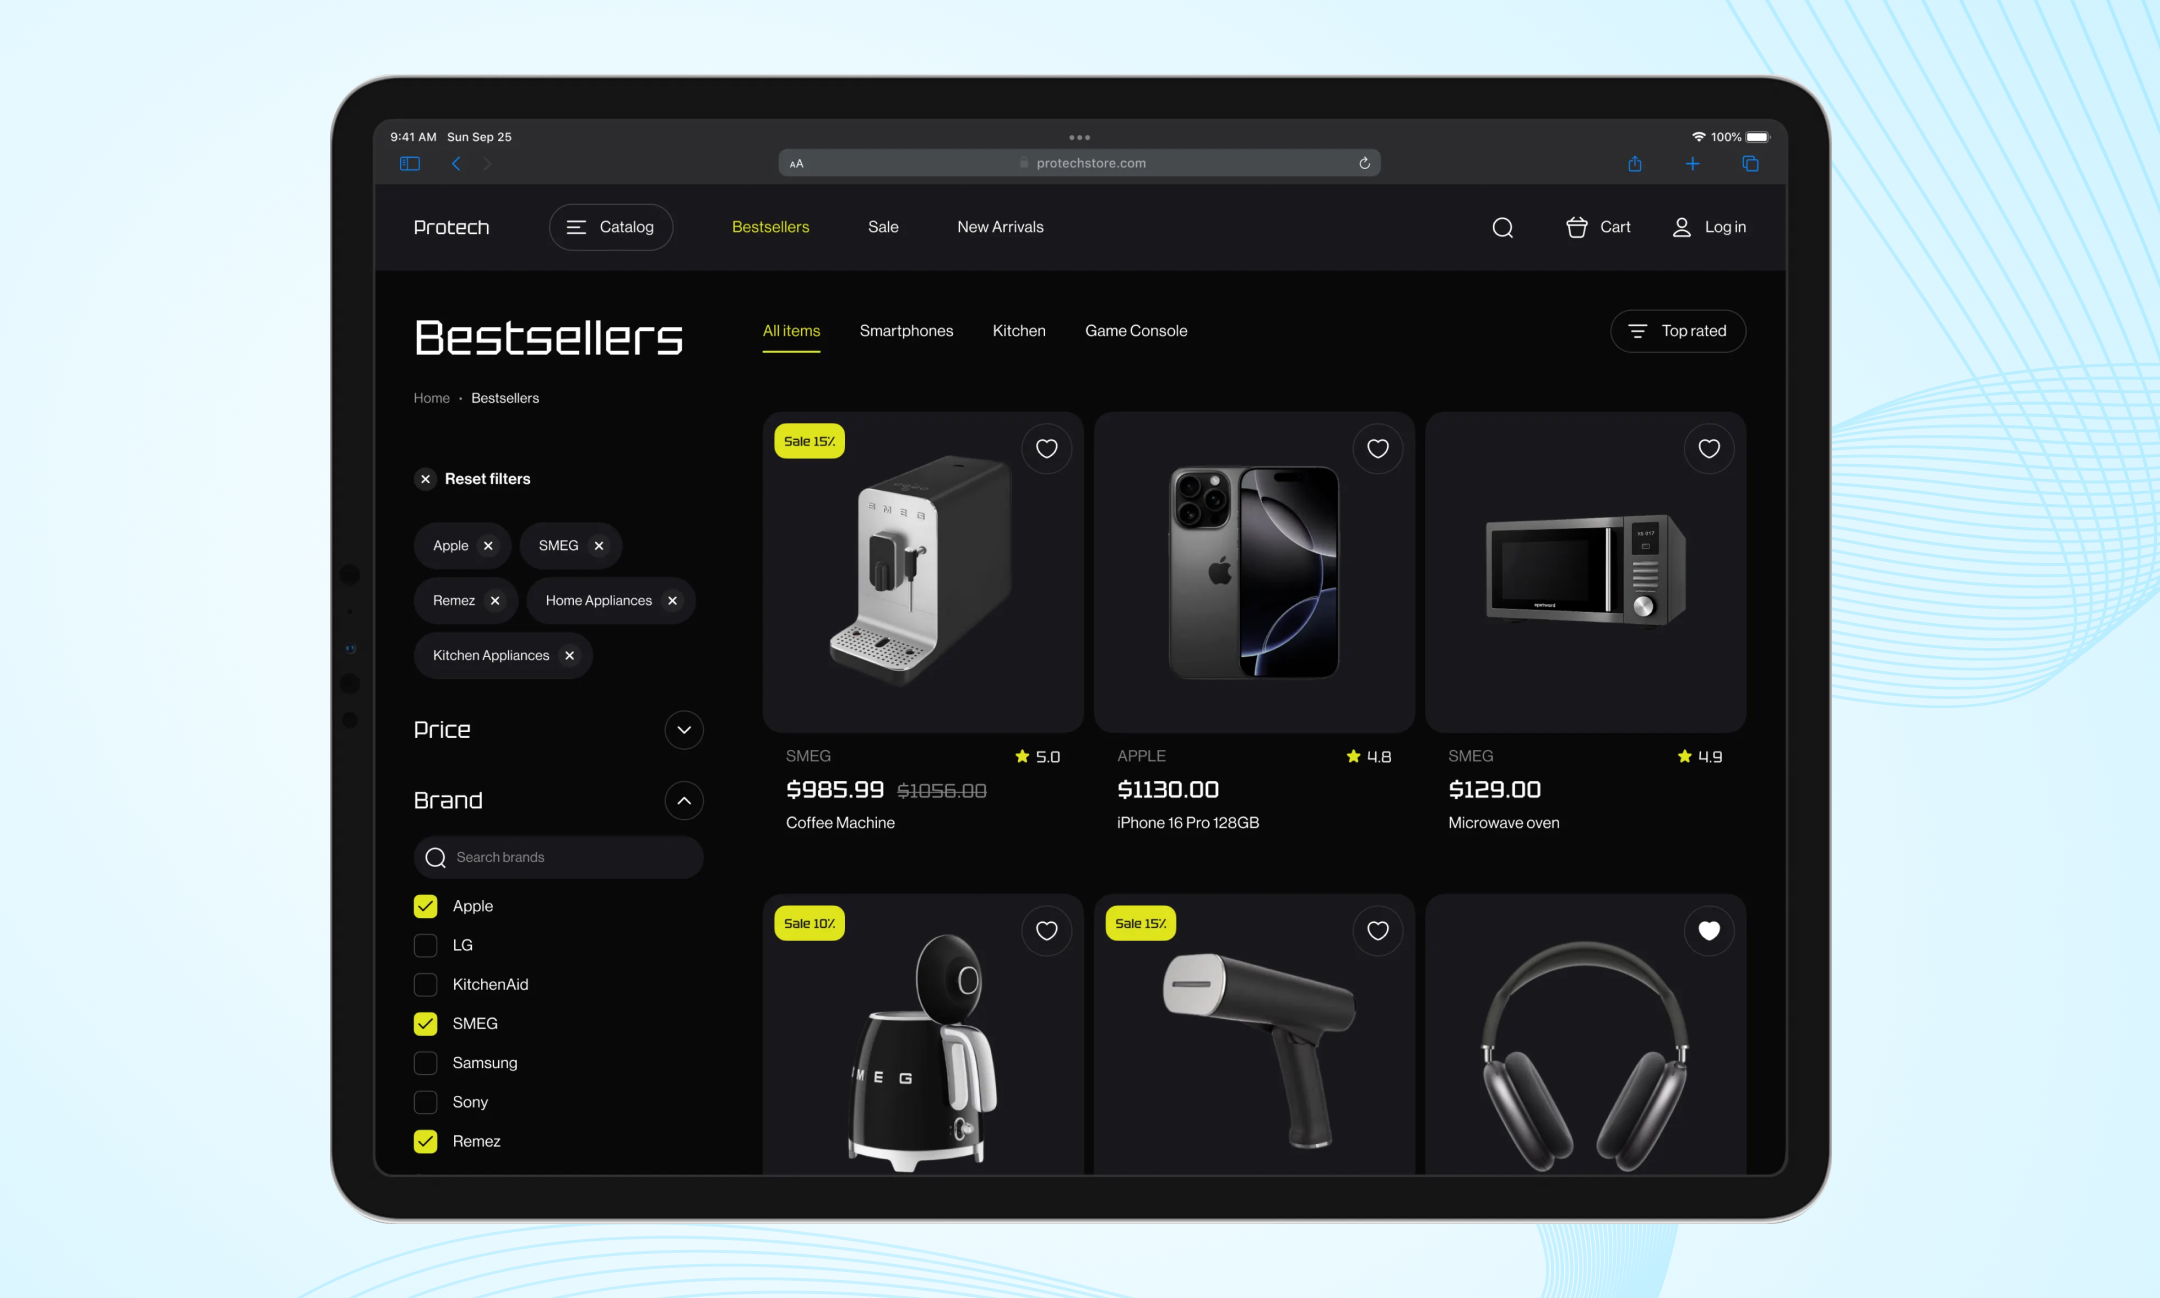 9:41 AM Sun Sep 25
100%
AA protechstore.com
Protech
Catalog
Bestsellers
Sale
New Arrivals
Cart
Log in
Bestsellers
Home · Bestsellers
All items
Smartphones
Kitchen
Game Console
Top rated
Reset filters
Apple
SMEG
Remez
Home Appliances
Kitchen Appliances
Price
Brand
Search brands
Apple
LG
KitchenAid
SMEG
Samsung
Sony
Remez
Sale 15%
SMEG
SMEG
5.0
$985.99 $1056.00
Coffee Machine
APPLE
4.8
$1130.00
iPhone 16 Pro 128GB
SMEG
4.9
$129.00
Microwave oven
Sale 10%
M E G
Sale 15%